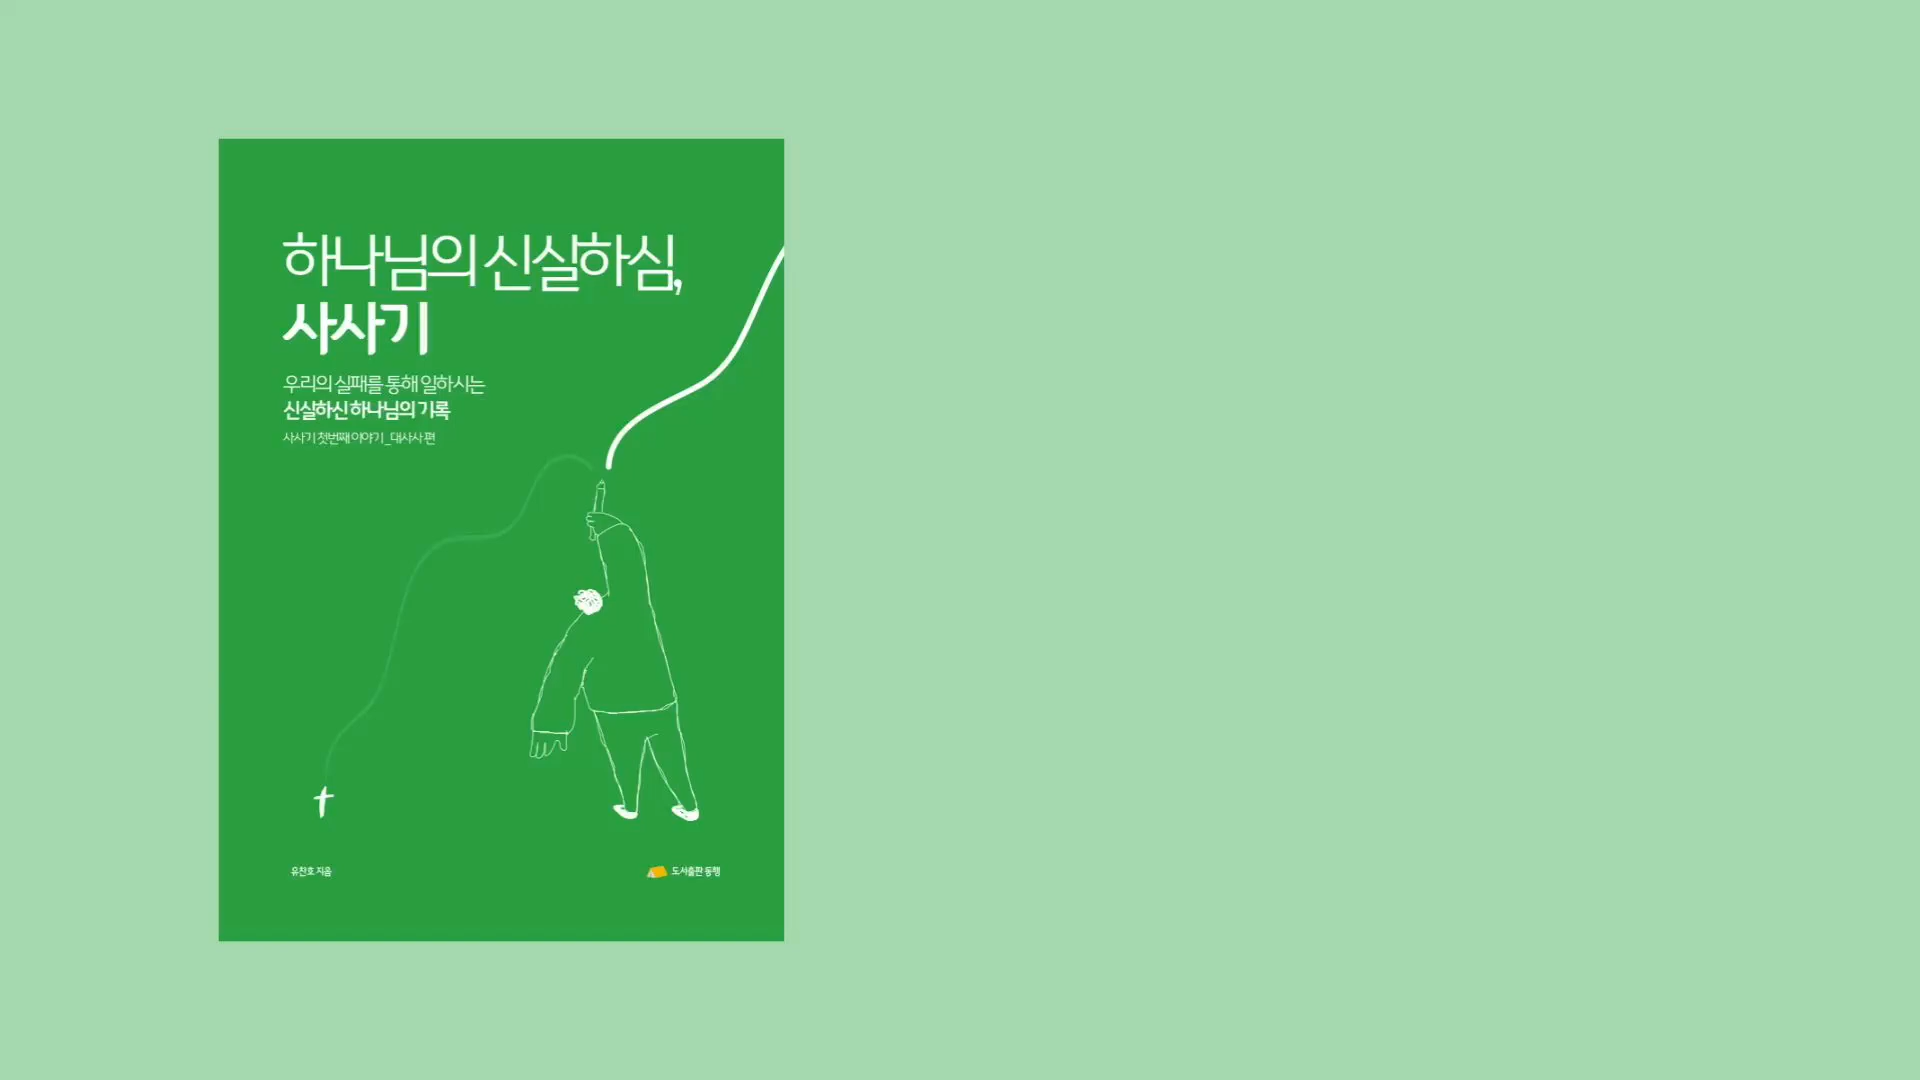 하나님의 신실하심,
사사기
우리의 실패를 통해 일하시는
신실하신 하나님의 기록
사사기 첫번째 이야기_대사사 편
유찬호 지음
도서출판 동행